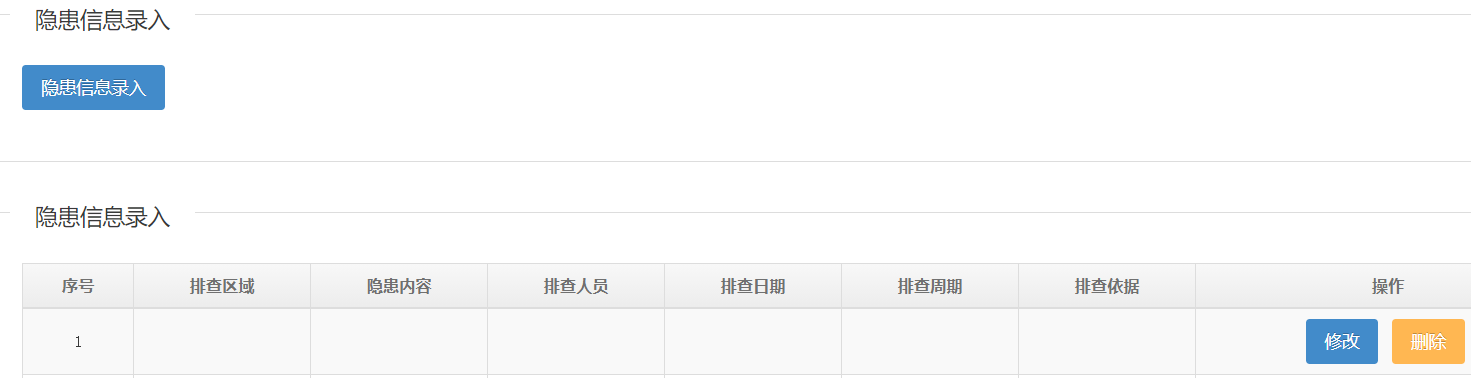 隐患信息录入
隐患信息录入
隐患信息录入
序号 排查区域 隐患内容 排查人员 排查日期 排查周期 排查依据 操作
1 修改 删除